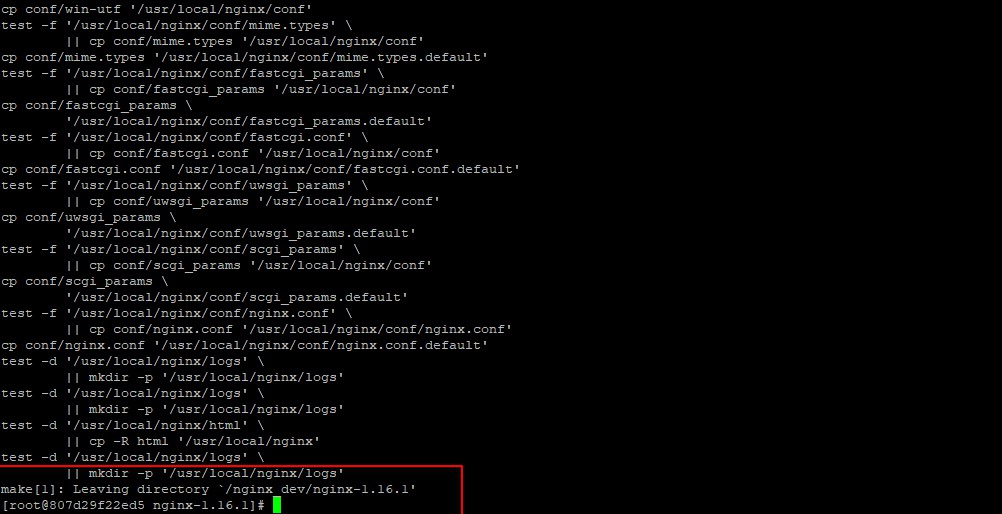 cp conf/win-utf '/usr/local/nginx/conf'
test -f '/usr/local/nginx/conf/mime.types' \
        || cp conf/mime.types '/usr/local/nginx/conf'
cp conf/mime.types '/usr/local/nginx/conf/mime.types.default'
test -f '/usr/local/nginx/conf/fastcgi_params' \
        || cp conf/fastcgi_params '/usr/local/nginx/conf'
cp conf/fastcgi_params \
        '/usr/local/nginx/conf/fastcgi_params.default'
test -f '/usr/local/nginx/conf/fastcgi.conf' \
        || cp conf/fastcgi.conf '/usr/local/nginx/conf'
cp conf/fastcgi.conf '/usr/local/nginx/conf/fastcgi.conf.default'
test -f '/usr/local/nginx/conf/uwsgi_params' \
        || cp conf/uwsgi_params '/usr/local/nginx/conf'
cp conf/uwsgi_params \
        '/usr/local/nginx/conf/uwsgi_params.default'
test -f '/usr/local/nginx/conf/scgi_params' \
        || cp conf/scgi_params '/usr/local/nginx/conf'
cp conf/scgi_params \
        '/usr/local/nginx/conf/scgi_params.default'
test -f '/usr/local/nginx/conf/nginx.conf' \
        || cp conf/nginx.conf '/usr/local/nginx/conf/nginx.conf'
cp conf/nginx.conf '/usr/local/nginx/conf/nginx.conf.default'
test -d '/usr/local/nginx/logs' \
        || mkdir -p '/usr/local/nginx/logs'
test -d '/usr/local/nginx/logs' \
        || mkdir -p '/usr/local/nginx/logs'
test -d '/usr/local/nginx/html' \
        || cp -R html '/usr/local/nginx'
test -d '/usr/local/nginx/logs' \
        || mkdir -p '/usr/local/nginx/logs'
make[1]: Leaving directory `/nginx_dev/nginx-1.16.1'
[root@807d29f22ed5 nginx-1.16.1]#